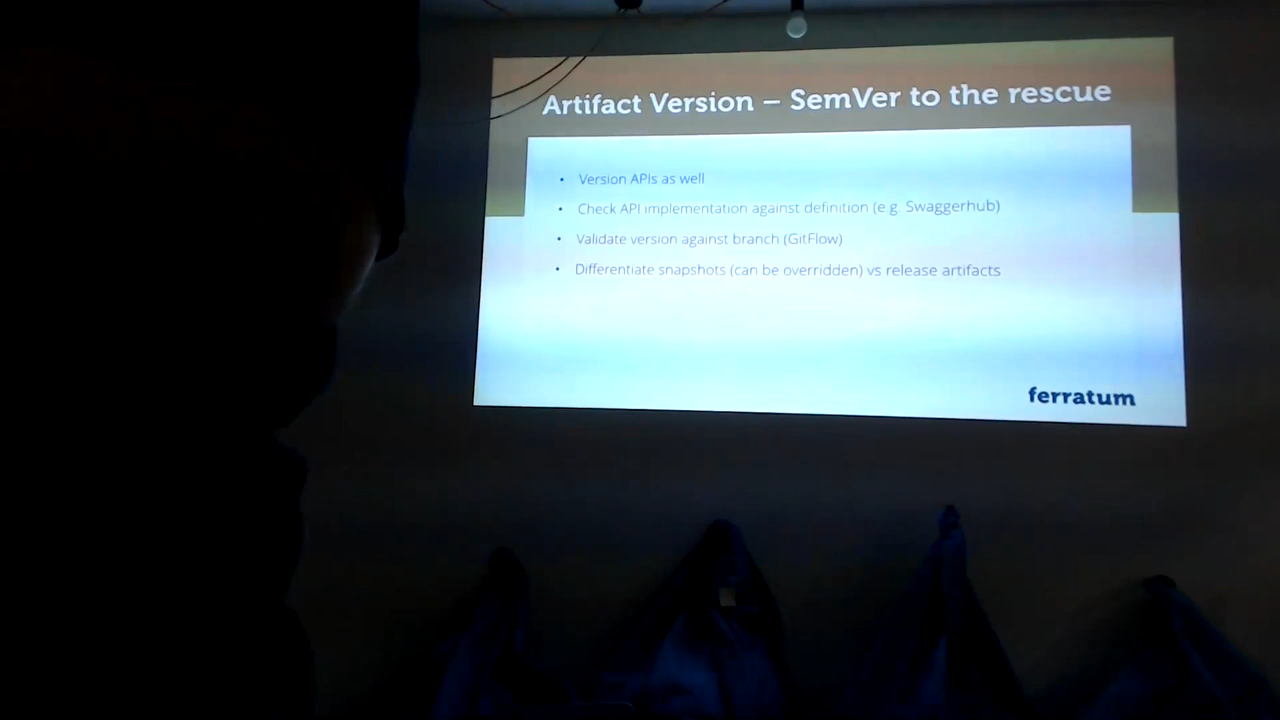 Artifact Version – SemVer to the rescue
• Version APIs as well
• Check API implementation against definition (e.g. Swaggerhub)
• Validate version against branch (GitFlow)
• Differentiate snapshots (can be overridden) vs release artifacts
ferratum